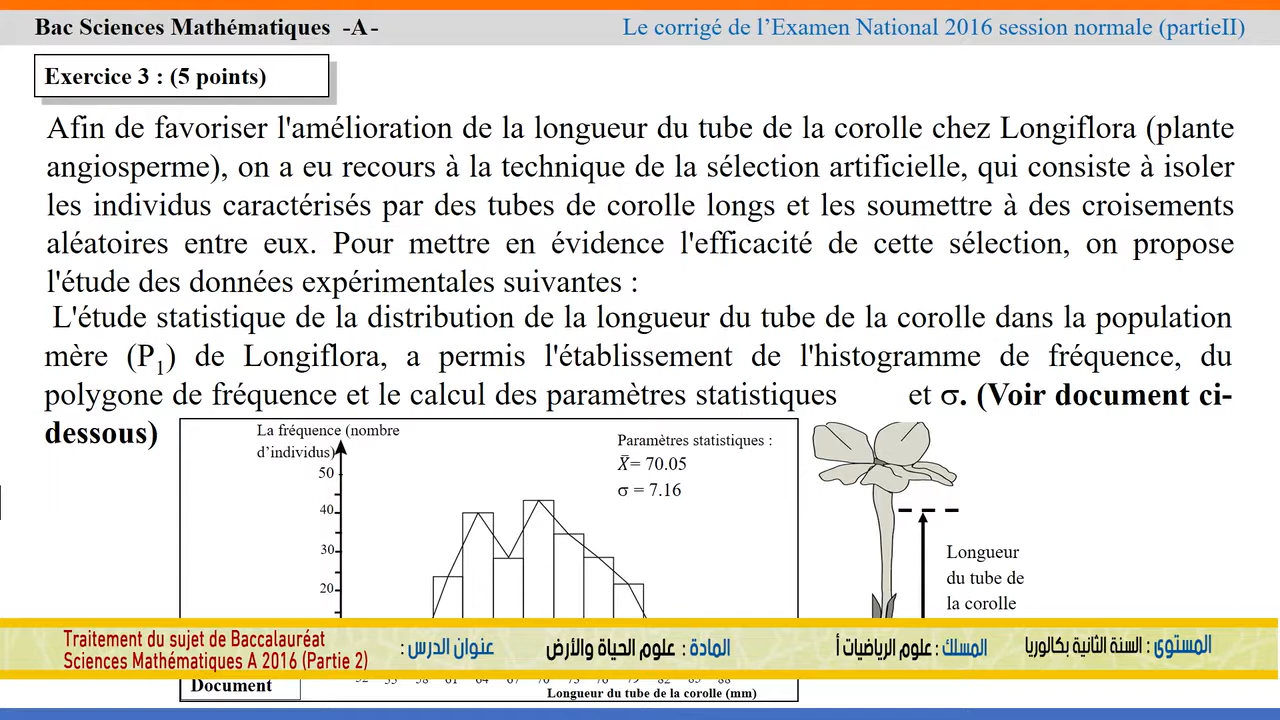 Bac Sciences Mathématiques -A-
Le corrigé de l’Examen National 2016 session normale (partieII)
Exercice 3 : (5 points)
Afin de favoriser l'amélioration de la longueur du tube de la corolle chez Longiflora (plante
angiosperme), on a eu recours à la technique de la sélection artificielle, qui consiste à isoler
les individus caractérisés par des tubes de corolle longs et les soumettre à des croisements
aléatoires entre eux. Pour mettre en évidence l'efficacité de cette sélection, on propose
l'étude des données expérimentales suivantes :
L'étude statistique de la distribution de la longueur du tube de la corolle dans la population
mère (P1) de Longiflora, a permis l'établissement de l'histogramme de fréquence, du
polygone de fréquence et le calcul des paramètres statistiques et σ. (Voir document ci-
dessous)
La fréquence (nombre
d’individus)
50
40
30
20
Paramètres statistiques :
X̄= 70.05
σ = 7.16
Longueur
du tube de
la corolle
Traitement du sujet de Baccalauréat
Sciences Mathématiques A 2016 (Partie 2)
عنوان الدرس :
المادة : علوم الحياة والأرض
المسلك : علوم الرياضيات أ
المستوى : السنة الثانية بكالوريا
Document
Longueur du tube de la corolle (mm)